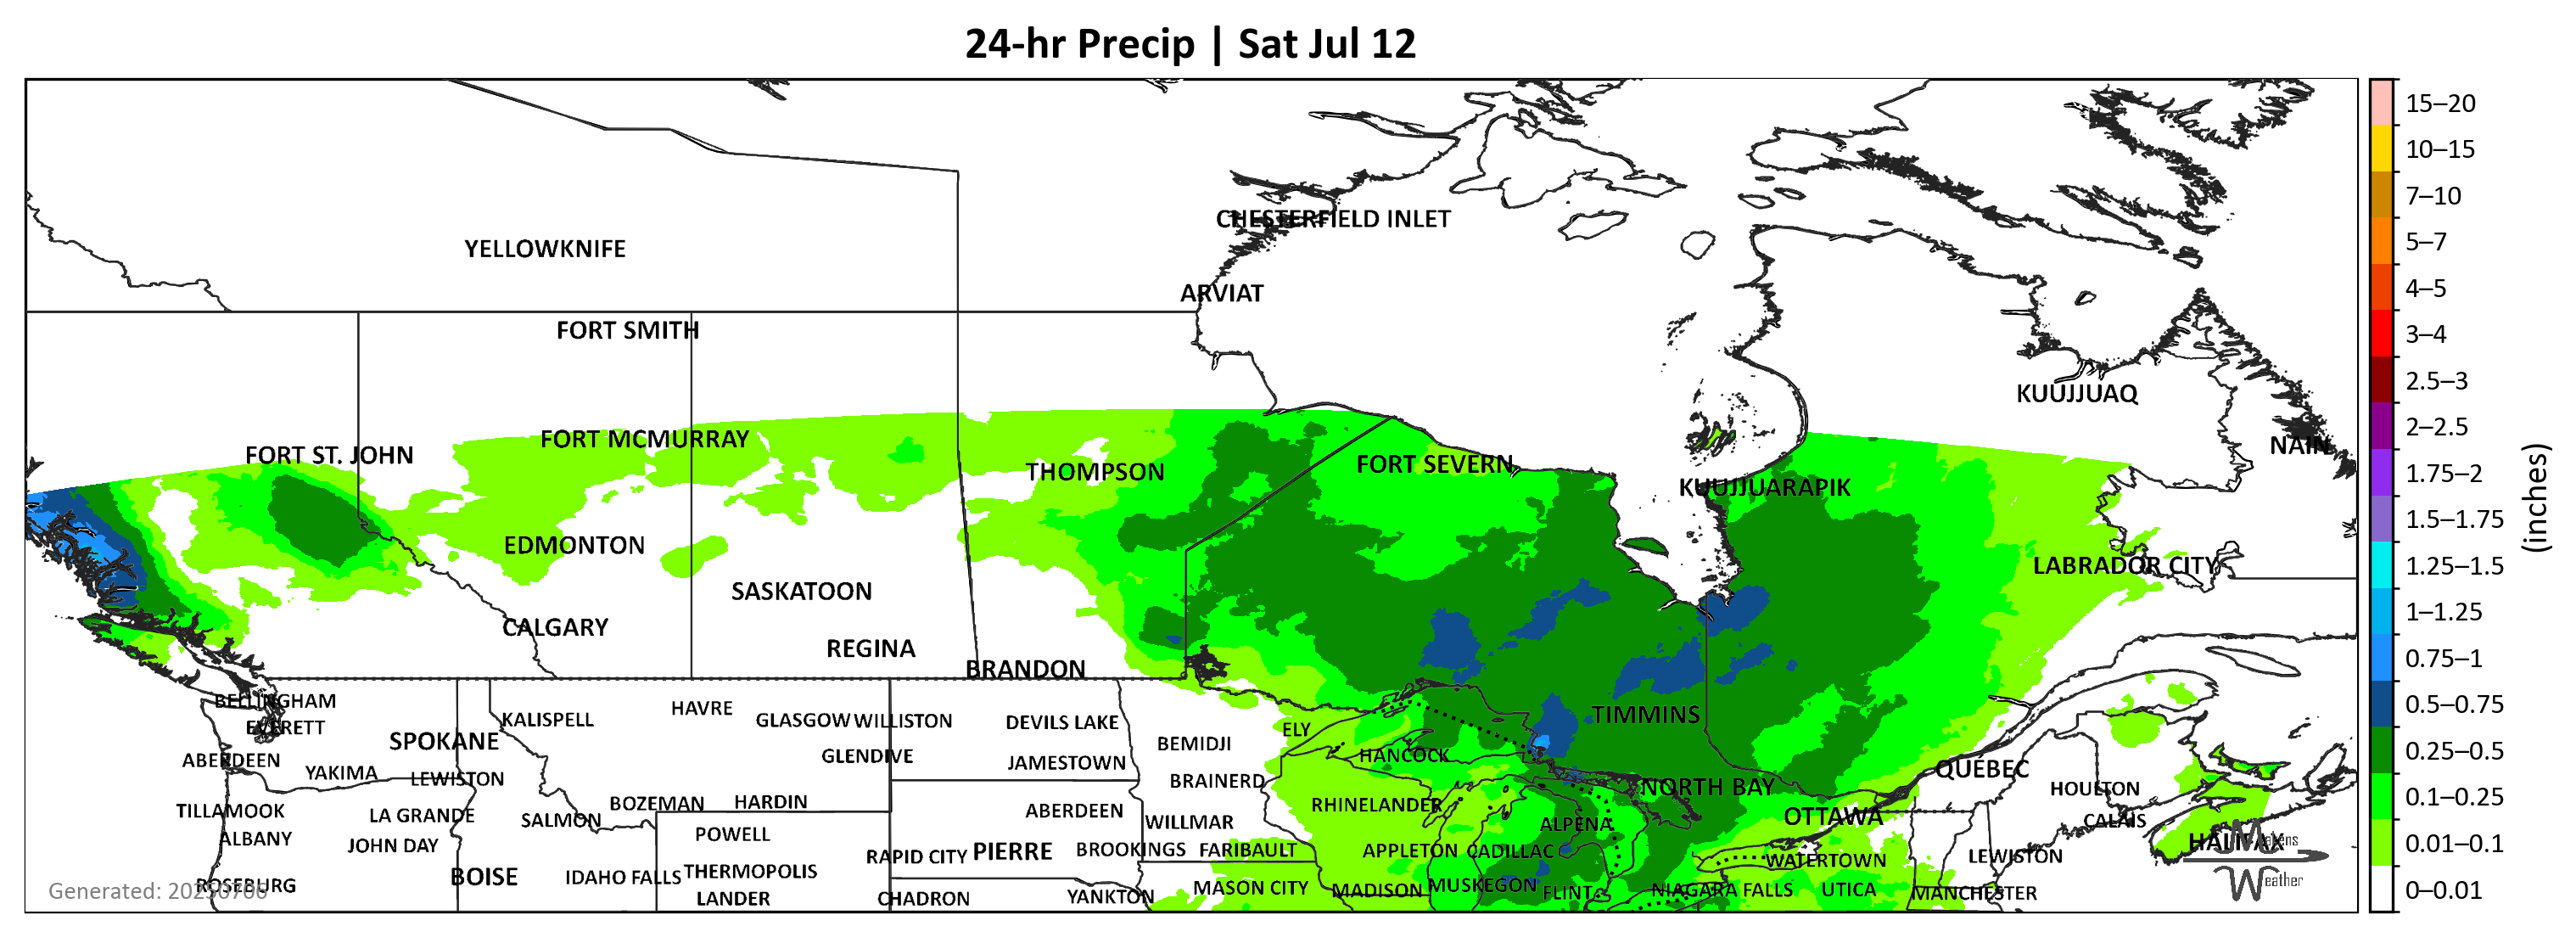 24-hr Precip | Sat Jul 12
CHESTERFIELD INLET
YELLOWKNIFE
ARVIAT
FORT SMITH
KUUJJUAQ
FORT MCMURRAY
NAIN
FORT ST. JOHN
THOMPSON
FORT SEVERN
KUUJJUARAPIK
EDMONTON
LABRADOR CITY
SASKATOON
CALGARY
REGINA
BRANDON
BELLINGHAM
HAVRE
KALISPELL
GLASGOW WILLISTON
DEVILS LAKE
TIMMINS
EVERETT
ELY
SPOKANE
BEMIDJI
GLENDIVE
HANCOCK
ABERDEEN
JAMESTOWN
QUÉBEC
YAKIMA
LEWISTON
BRAINERD
NORTH BAY
HOULTON
BOZEMAN
HARDIN
RHINELANDER
TILLAMOOK
LA GRANDE
SALMON
ABERDEEN
WILLMAR
ALPENA
OTTAWA
CALAIS
ALBANY
JOHN DAY
POWELL
HALIFAX
RAPID CITY
PIERRE
BROOKINGS
FARIBAULT
APPLETON
CADILLAC
WATERTOWN
LEWISTON
BOISE
IDAHO FALLS
THERMOPOLIS
ROSEBURG
MASON CITY
MADISON
MUSKEGON
FLINT
NIAGARA FALLS
UTICA
MANCHESTER
LANDER
CHADRON
YANKTON
Weather
15–20
10–15
7–10
5–7
4–5
3–4
2.5–3
2–2.5
1.75–2
1.5–1.75
1.25–1.5
1–1.25
0.75–1
0.5–0.75
0.25–0.5
0.1–0.25
0.01–0.1
0–0.01
(inches)
Generated: